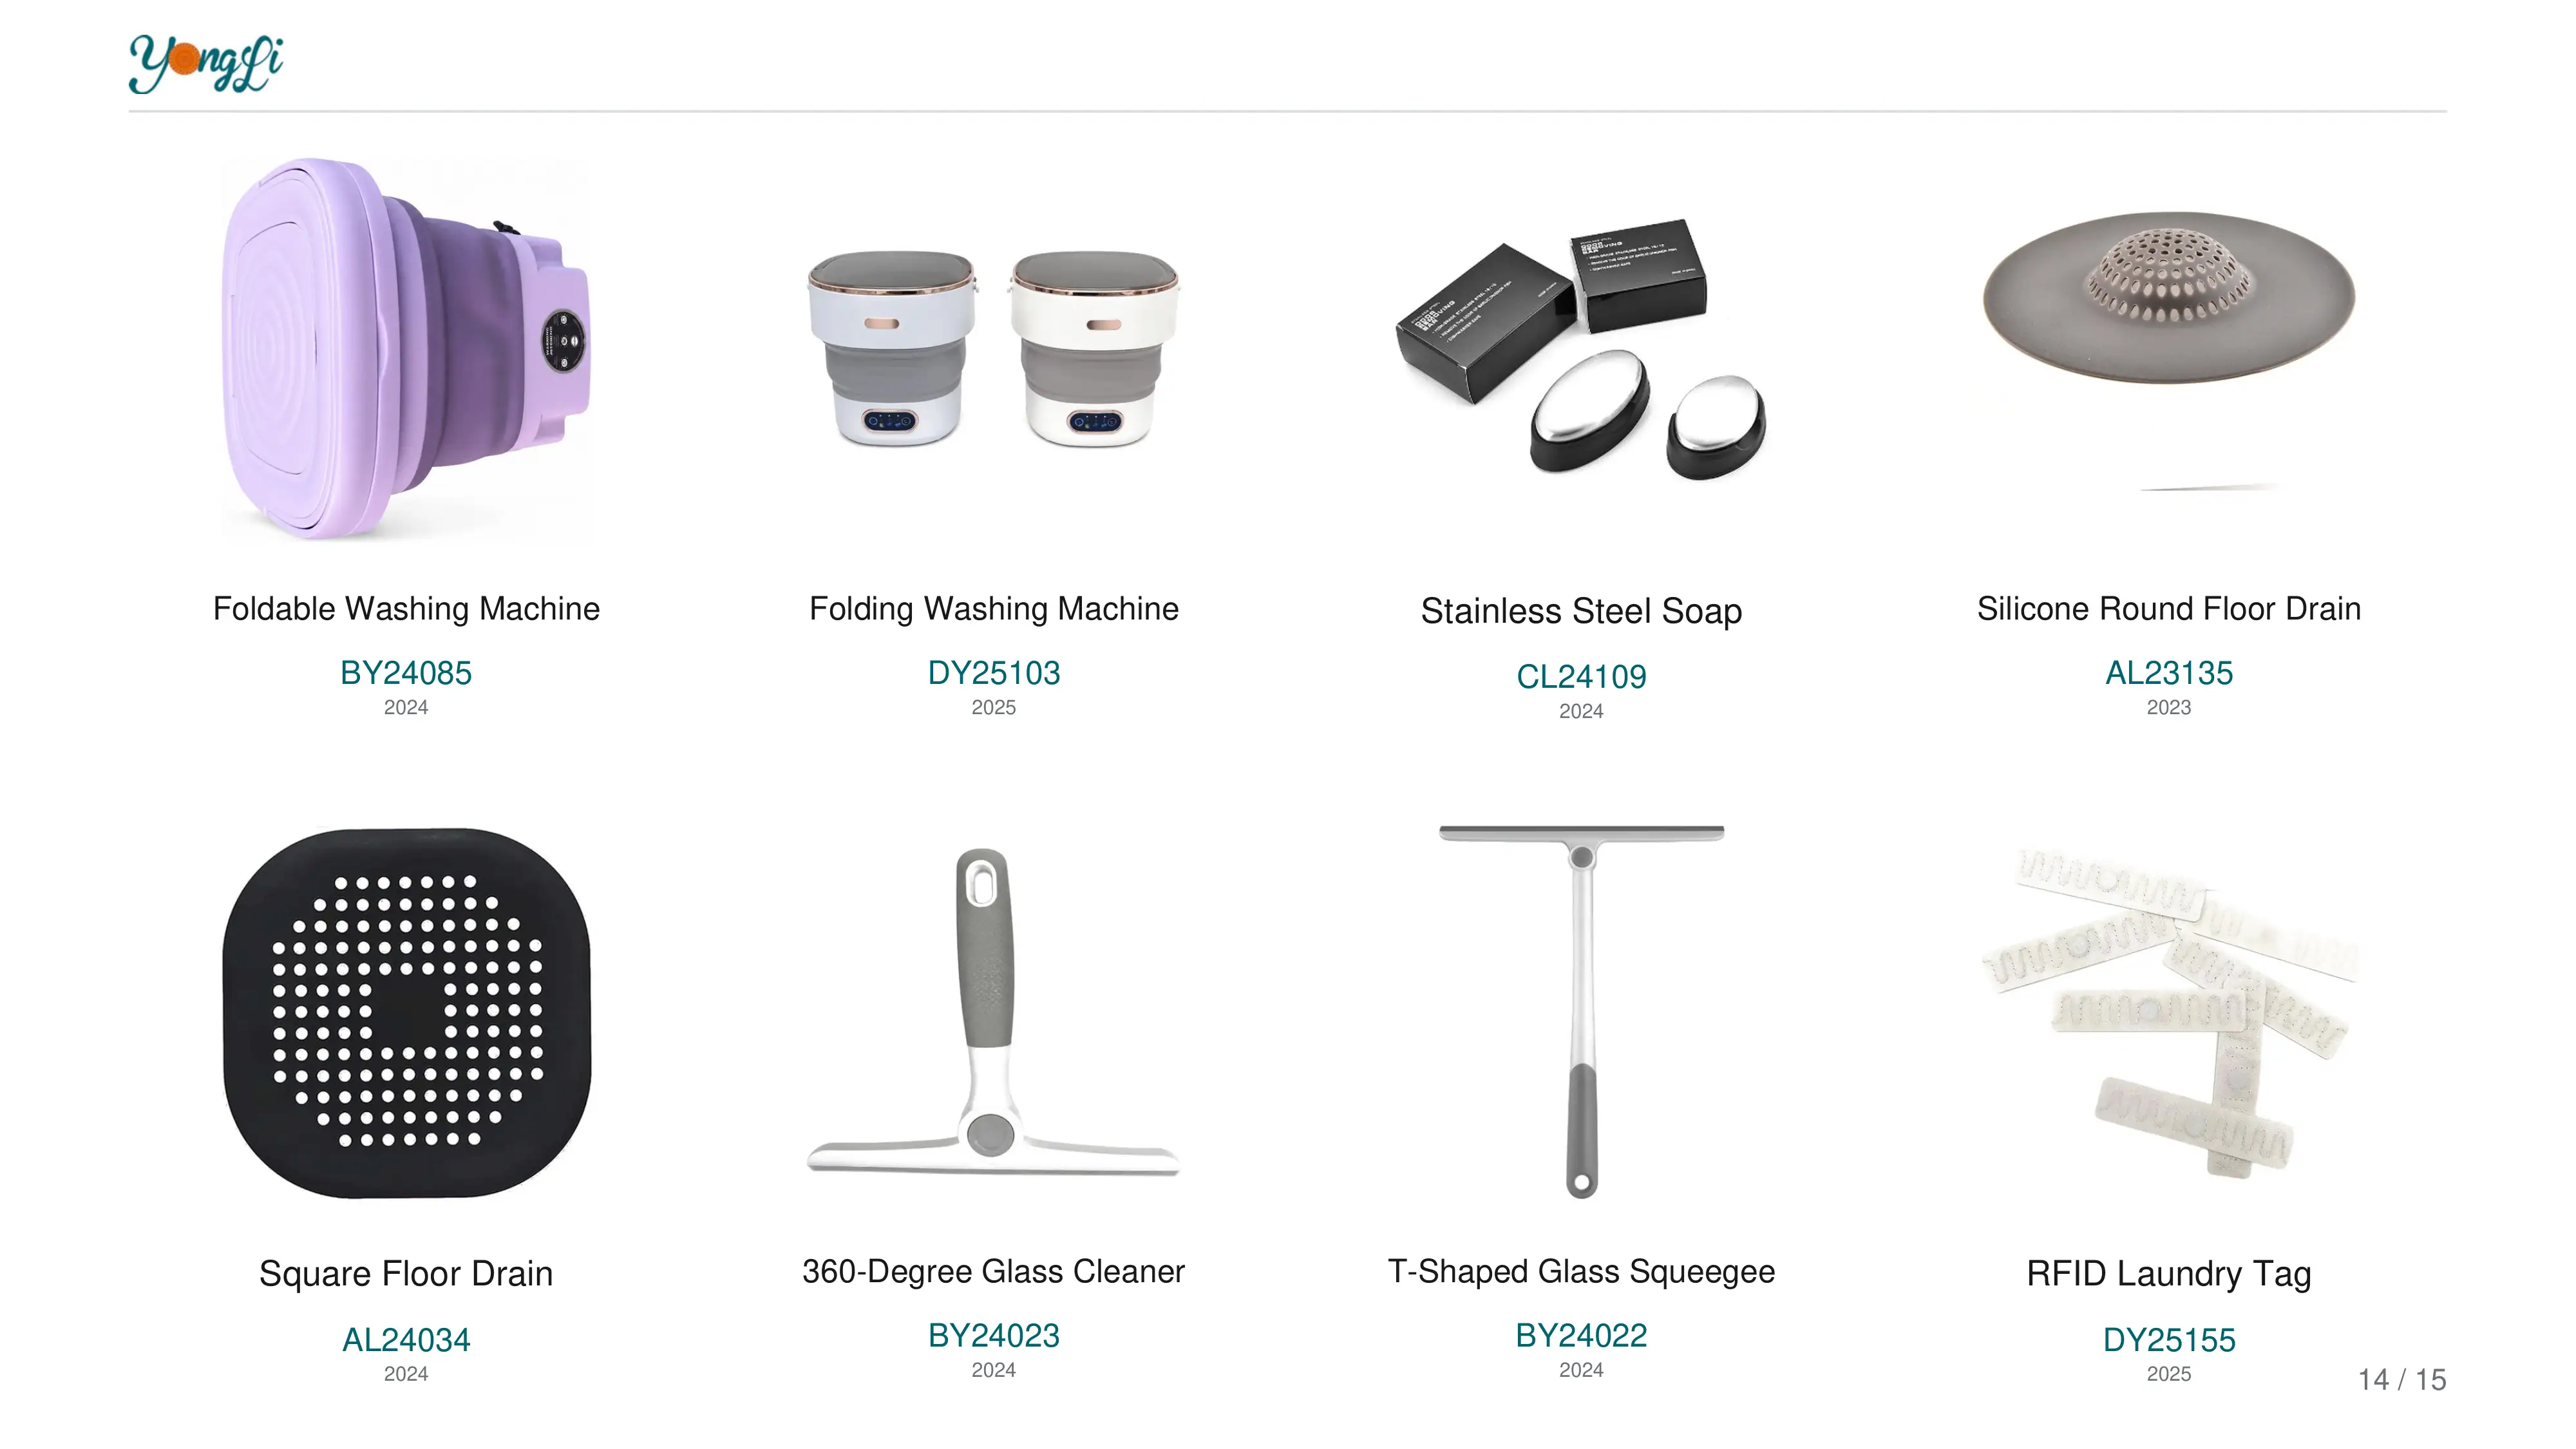 YongLi
Foldable Washing Machine
BY24085
2024
Folding Washing Machine
DY25103
2025
Stainless Steel Soap
CL24109
2024
Silicone Round Floor Drain
AL23135
2023
Square Floor Drain
AL24034
2024
360-Degree Glass Cleaner
BY24023
2024
T-Shaped Glass Squeegee
BY24022
2024
RFID Laundry Tag
DY25155
2025
14 / 15